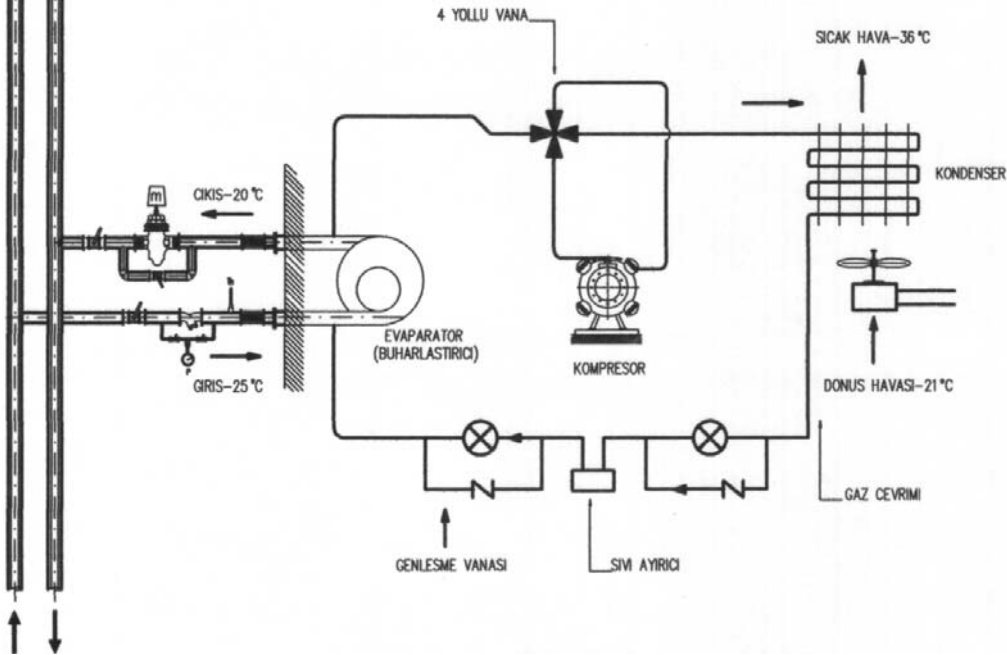 4 YOLLU VANA
SICAK HAVA-36 °C
KONDENSER
m
CIKIS-20 °C
EVAPARATOR
(BUHARLASTIRICI)
KOMPRESOR
P
GIRIS-25 °C
DONUS HAVASI-21 °C
GAZ CEVRIMI
GENLESME VANASI
SIVI AYIRICI